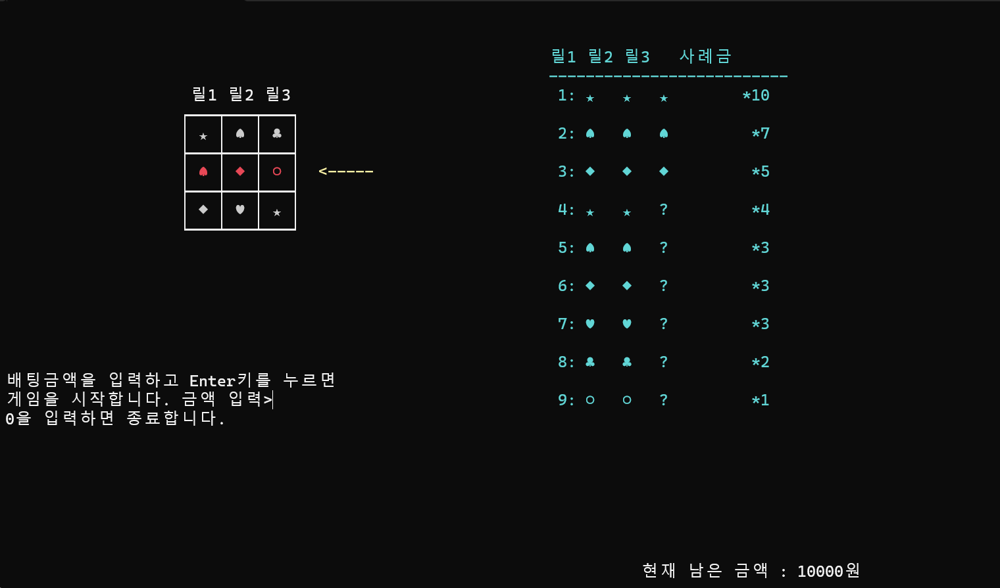 릴1 릴2 릴3
★ ♠ ♣
♠ ◆ ○ <-----
◆ ♥ ★
배팅금액을 입력하고 Enter키를 누르면
게임을 시작합니다. 금액 입력>
0을 입력하면 종료합니다.
릴1 릴2 릴3 사례금
--------------------------
1: ★ ★ ★ *10
2: ♠ ♠ ♠ *7
3: ◆ ◆ ◆ *5
4: ★ ★ ? *4
5: ♠ ♠ ? *3
6: ◆ ◆ ? *3
7: ♥ ♥ ? *3
8: ♣ ♣ ? *2
9: ○ ○ ? *1
현재 남은 금액 : 10000원